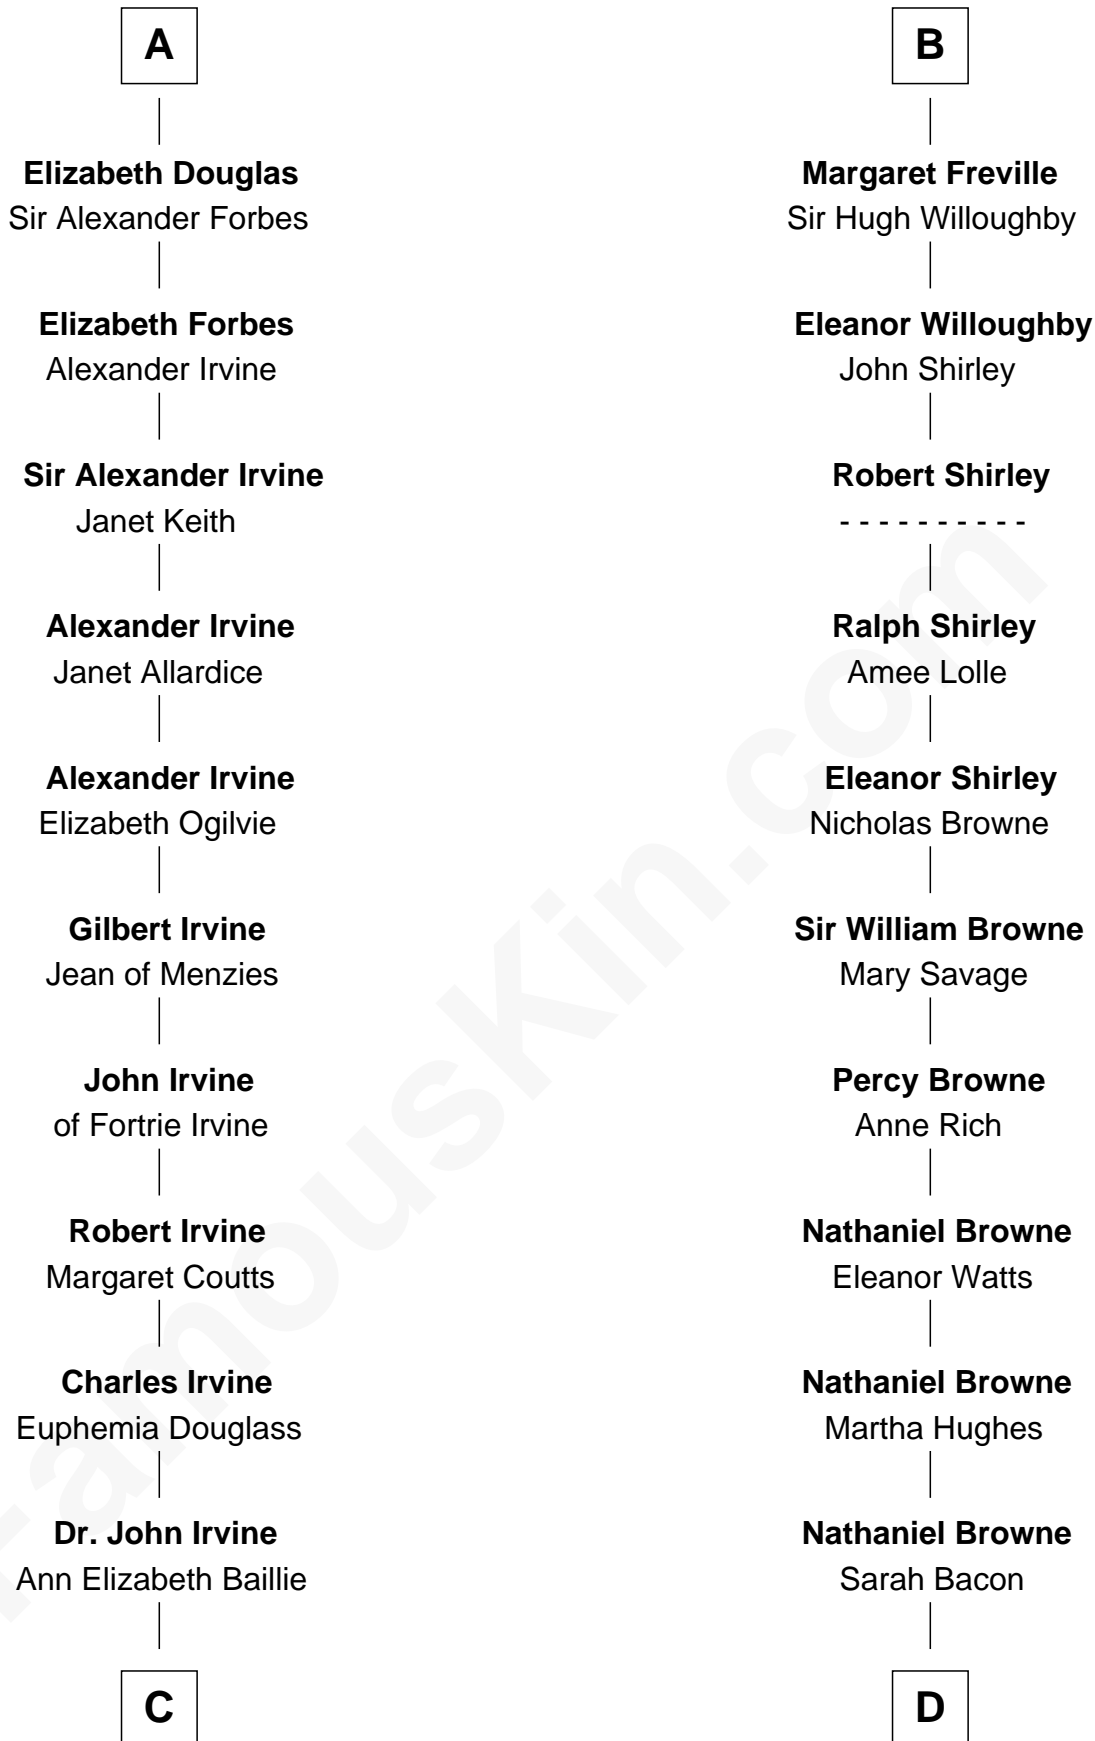 A
Elizabeth Douglas
Sir Alexander Forbes
Elizabeth Forbes
Alexander Irvine
Sir Alexander Irvine
Janet Keith
Alexander Irvine
Janet Allardice
Alexander Irvine
Elizabeth Ogilvie
Gilbert Irvine
Jean of Menzies
John Irvine
of Fortrie Irvine
Robert Irvine
Margaret Coutts
Charles Irvine
Euphemia Douglass
Dr. John Irvine
Ann Elizabeth Baillie
C
B
Margaret Freville
Sir Hugh Willoughby
Eleanor Willoughby
John Shirley
Robert Shirley
- - - - - - - - - -
Ralph Shirley
Amee Lolle
Eleanor Shirley
Nicholas Browne
Sir William Browne
Mary Savage
Percy Browne
Anne Rich
Nathaniel Browne
Eleanor Watts
Nathaniel Browne
Martha Hughes
Nathaniel Browne
Sarah Bacon
D
FamousKin.com